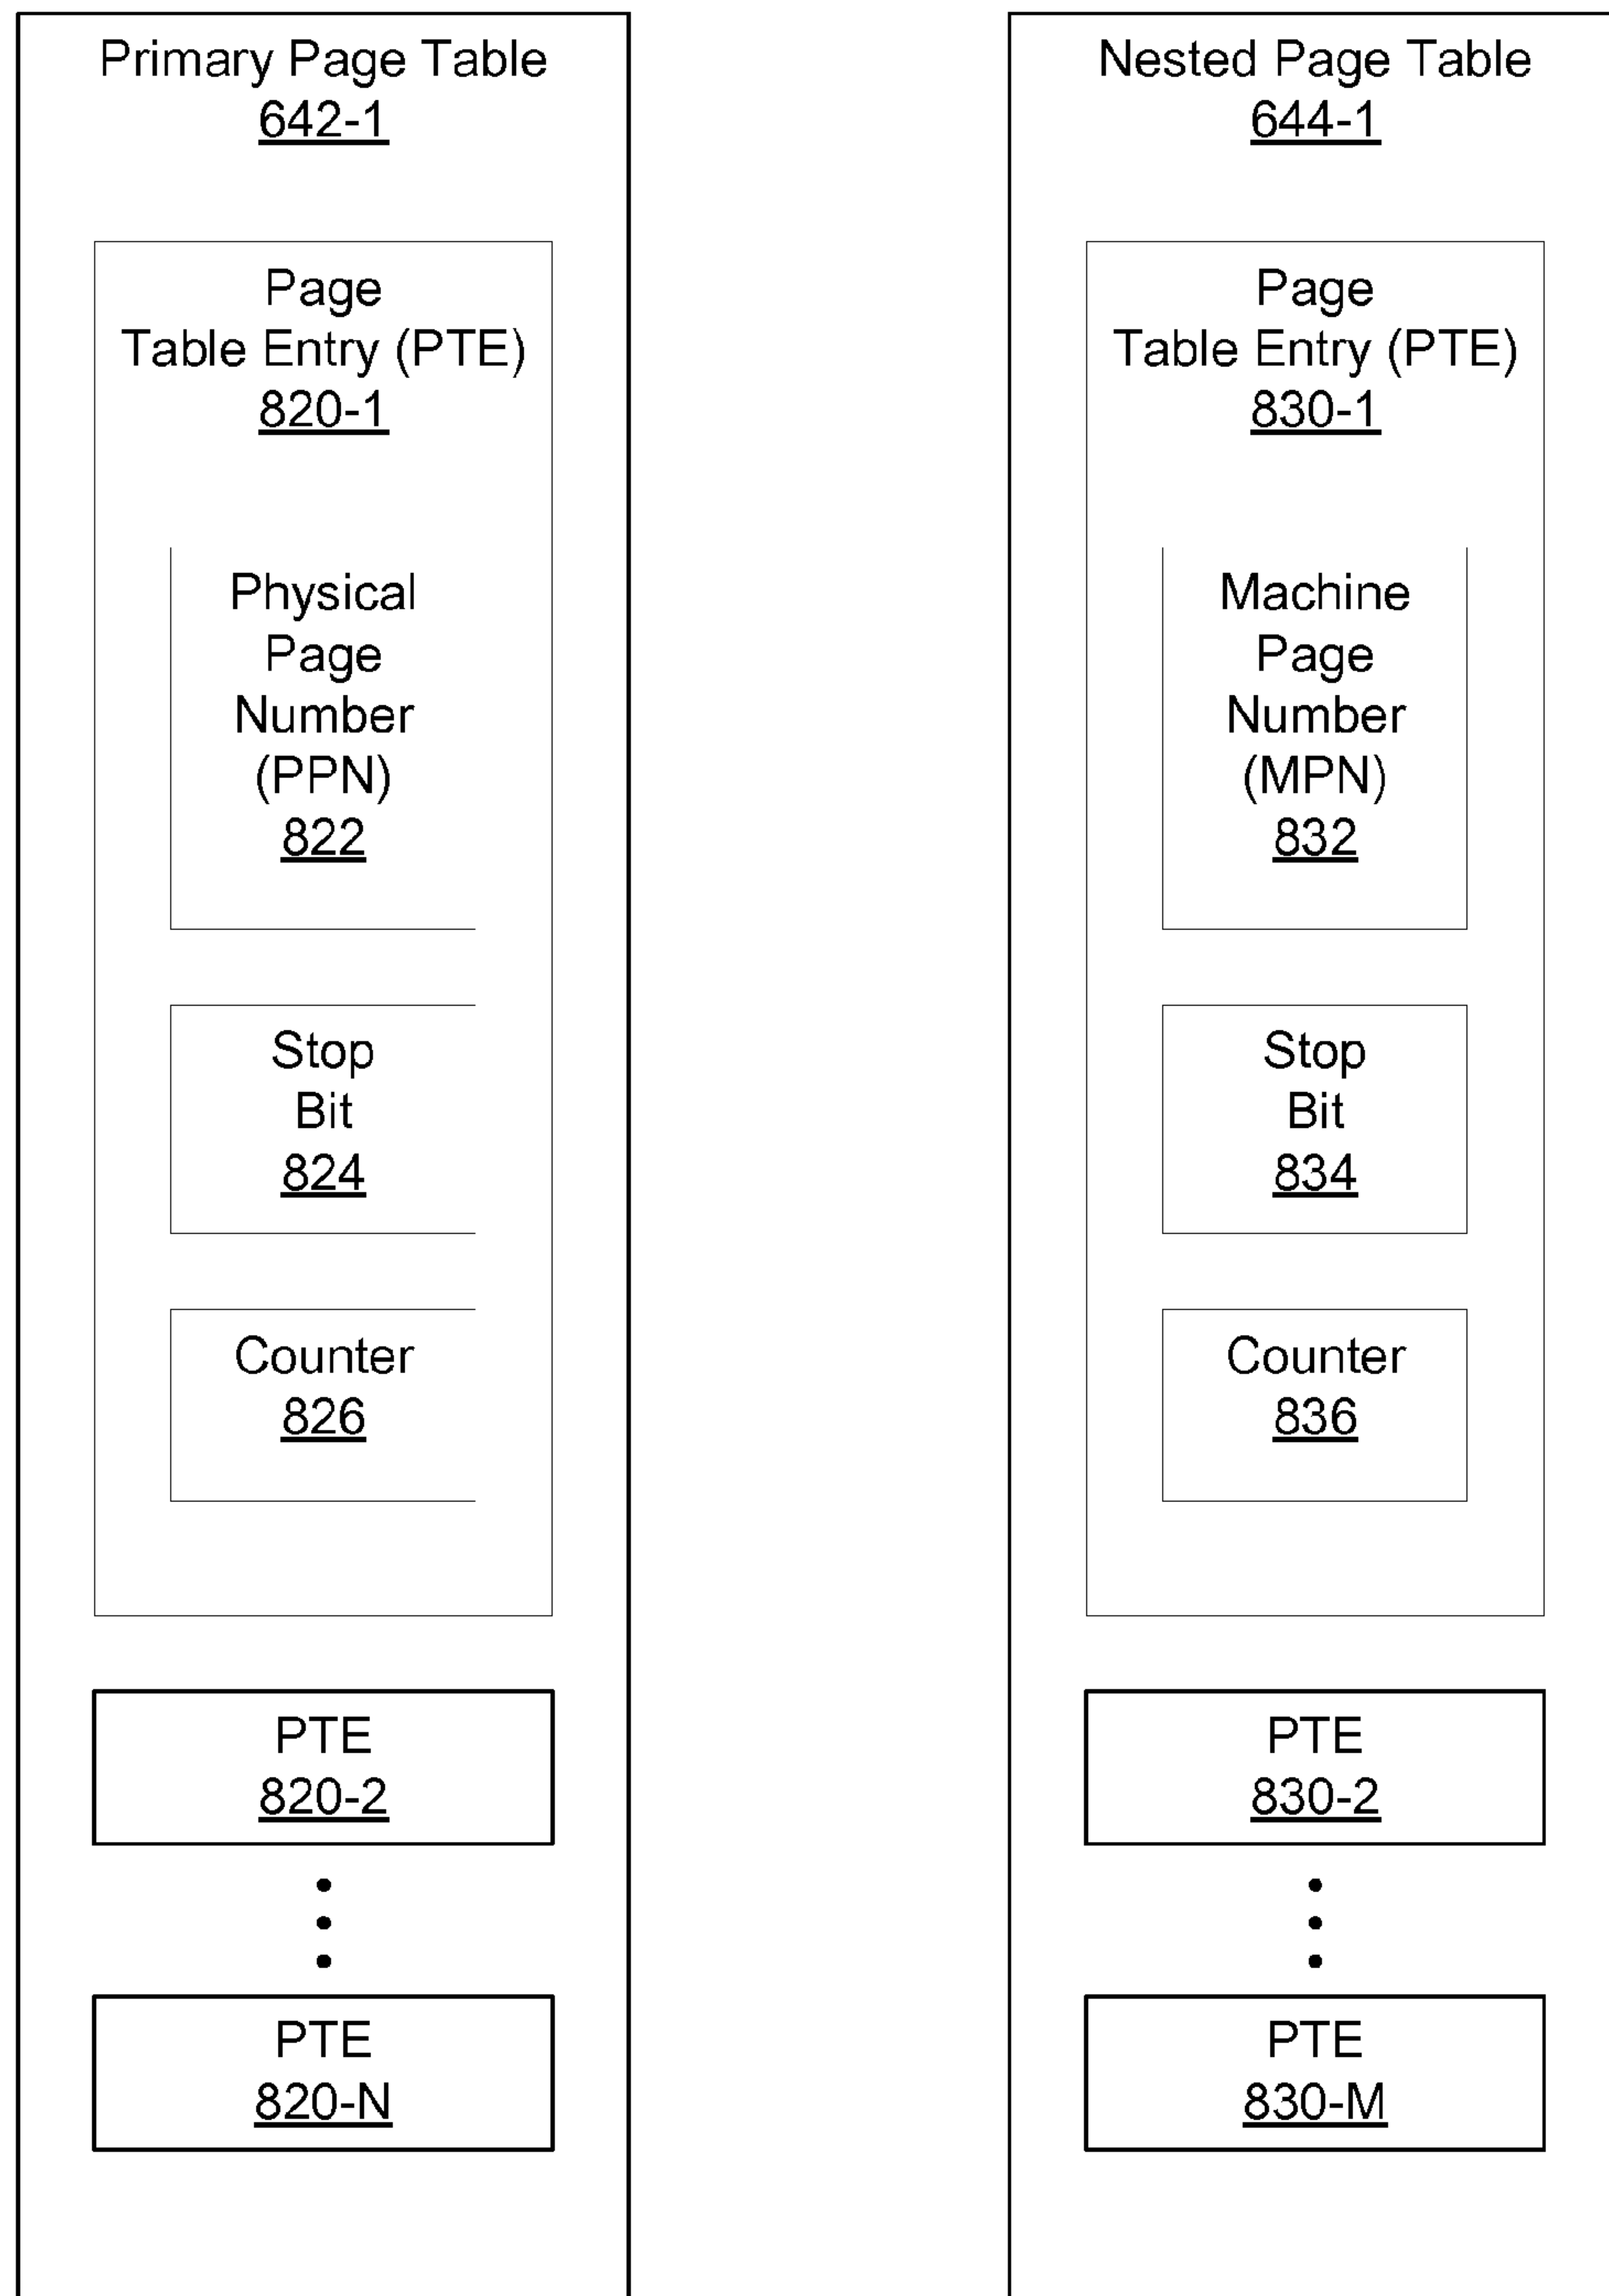 Primary Page Table
642-1
Page
Table Entry (PTE)
820-1
Physical
Page
Number
(PPN)
822
Stop
Bit
824
Counter
826
PTE
820-2
PTE
820-N
Nested Page Table
644-1
Page
Table Entry (PTE)
830-1
Machine
Page
Number
(MPN)
832
Stop
Bit
834
Counter
836
PTE
830-2
PTE
830-M